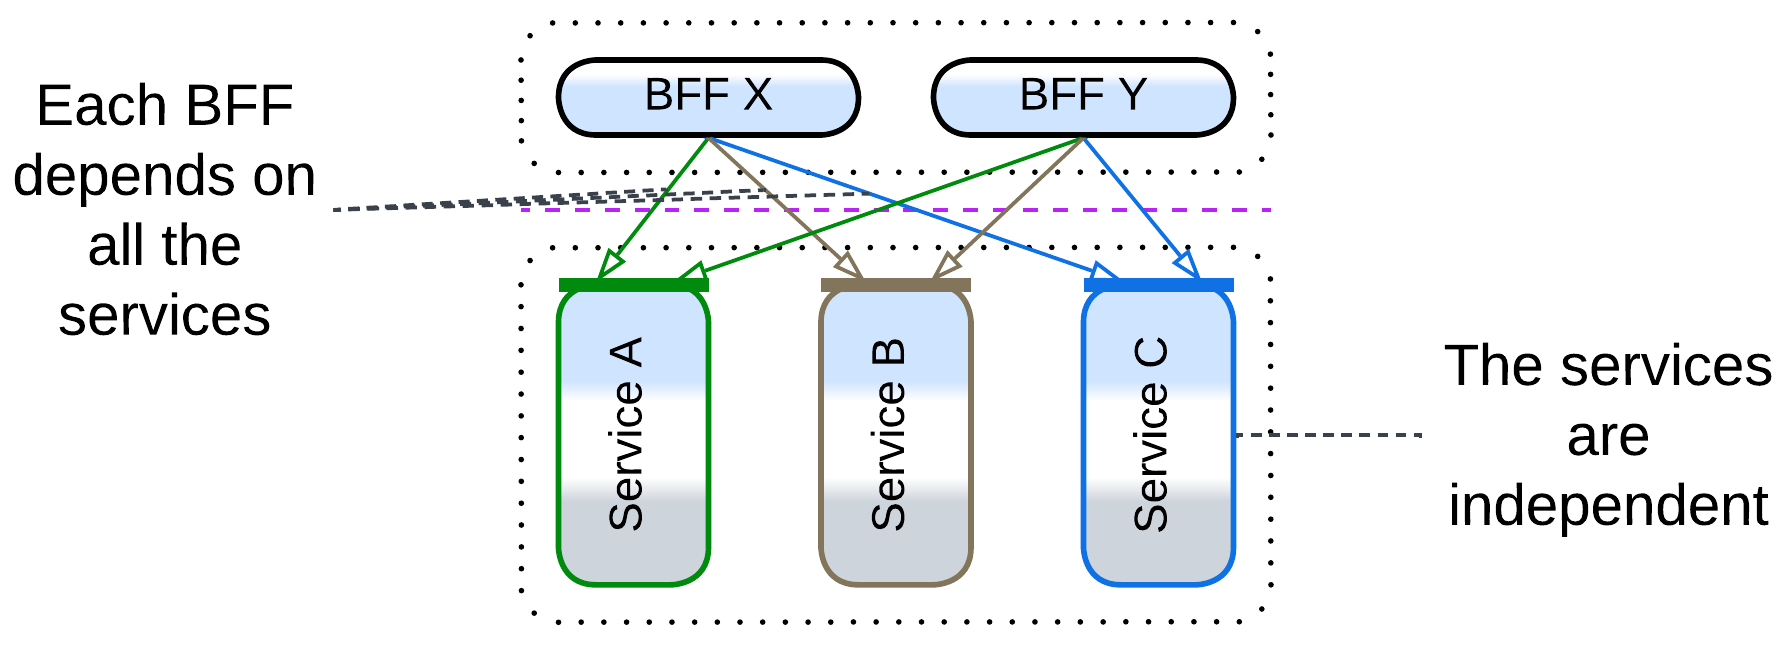 BFF X
BFF Y
Each BFF
depends on
all the
services
Service A
Service B
Service C
The services
are
independent